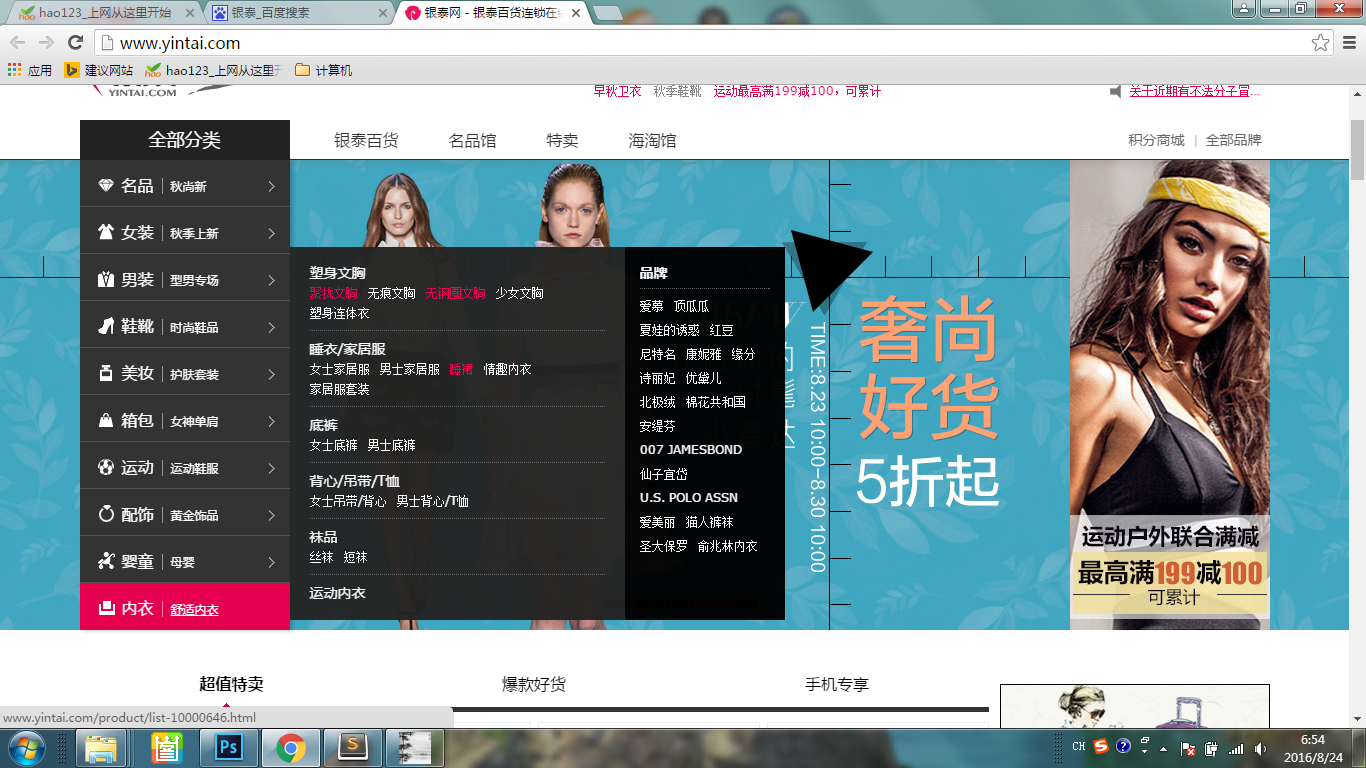 hao123_上网从这里开始
银泰_百度搜索
银泰网 - 银泰百货连锁在
www.yintai.com
应用 建议网站 hao123_上网从这里开 计算机
YINTAI.COM
早秋卫衣 秋季鞋靴 运动最高满199减100，可累计
关于近期有不法分子冒...
全部分类
银泰百货 名品馆 特卖 海淘馆
积分商城 | 全部品牌
名品 | 秋尚新
女装 | 秋季上新
男装 | 型男专场
鞋靴 | 时尚鞋品
美妆 | 护肤套装
箱包 | 女神单肩
运动 | 运动鞋服
配饰 | 黄金饰品
婴童 | 母婴
内衣 | 舒适内衣
塑身文胸
聚拢文胸 无痕文胸 无钢圈文胸 少女文胸
塑身连体衣
睡衣/家居服
女士家居服 男士家居服 睡裙 情趣内衣
家居服套装
底裤
女士底裤 男士底裤
背心/吊带/T恤
女士吊带/背心 男士背心/T恤
袜品
丝袜 短袜
运动内衣
品牌
爱慕 顶瓜瓜
夏娃的诱惑 红豆
尼特名 康妮雅 缘分
诗丽妃 优黛儿
北极绒 棉花共和国
安缇芬
007 JAMESBOND
仙子宜岱
U.S. POLO ASSN
爱美丽 猫人裤袜
圣大保罗 俞兆林内衣
TIME:8.23 10:00-8.30 10:00
奢尚
好货
5折起
运动户外联合满减
最高满199减100
可累计
超值特卖 爆款好货 手机专享
www.yintai.com/product/list-10000646.html
Ps
S
CH
6:54
2016/8/24